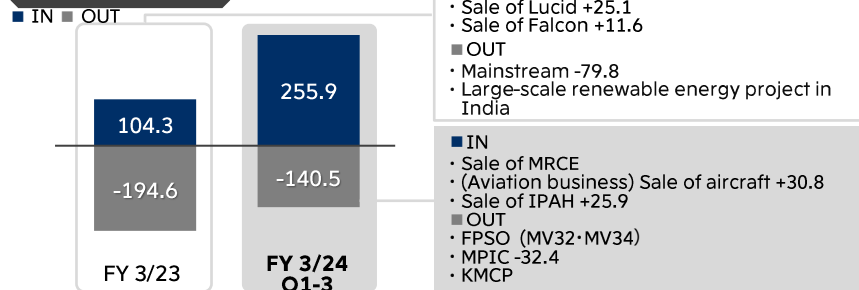 ■ IN ■ OUT
104.3
-194.6
FY 3/23
255.9
-140.5
FY 3/24
Q1-3
・Sale of Lucid +25.1
・Sale of Falcon +11.6
■OUT
・Mainstream -79.8
・Large-scale renewable energy project in
India
■IN
・Sale of MRCE
・(Aviation business) Sale of aircraft +30.8
・Sale of IPAH +25.9
■OUT
・FPSO（MV32・MV34）
・MPIC -32.4
・KMCP